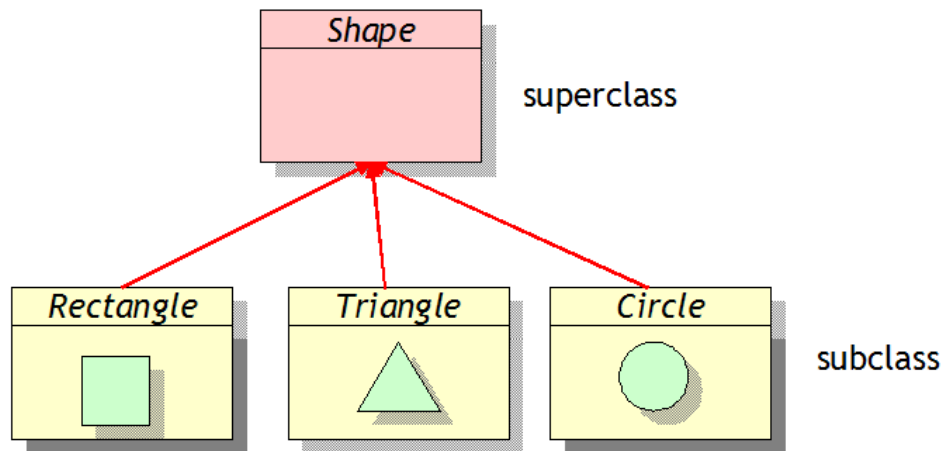 Shape
superclass
Rectangle
Triangle
Circle
subclass